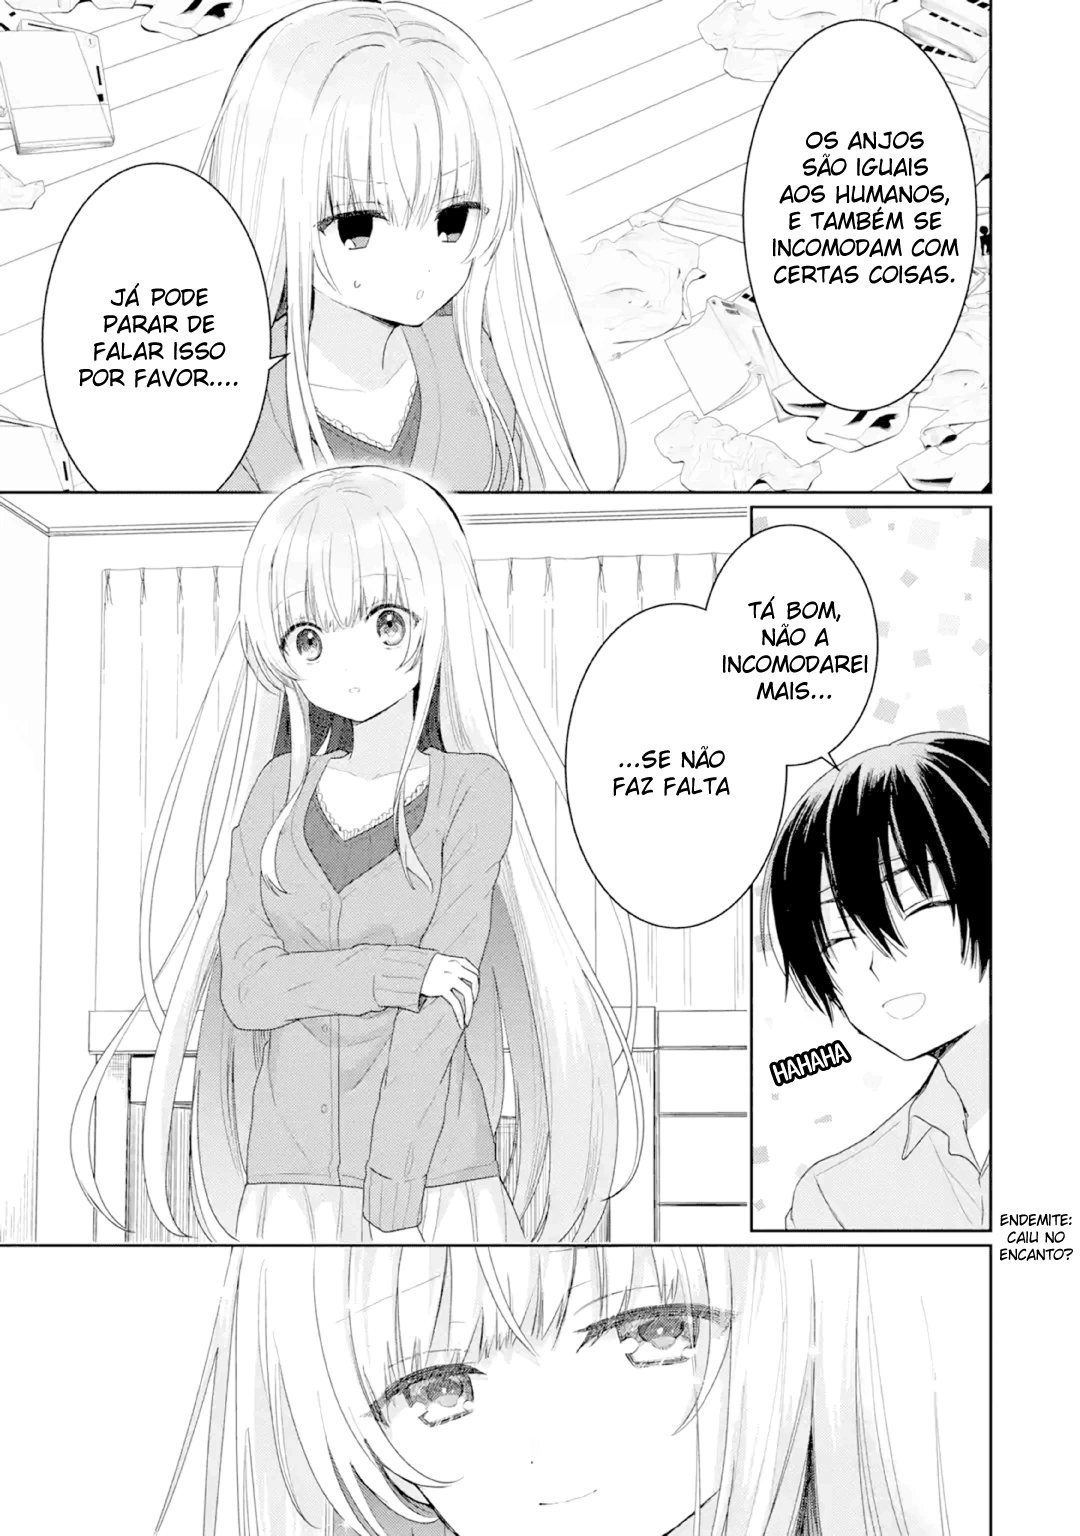 OS ANJOS
SÃO IGUAIS
AOS HUMANOS,
E TAMBÉM SE
INCOMODAM COM
CERTAS COISAS.
JÁ PODE
PARAR DE
FALAR ISSO
POR FAVOR....
TÁ BOM,
NÃO A
INCOMODAREI
MAIS...
...SE NÃO
FAZ FALTA
HAHAHA
ENDEMITE:
CAIU NO
ENCANTO?